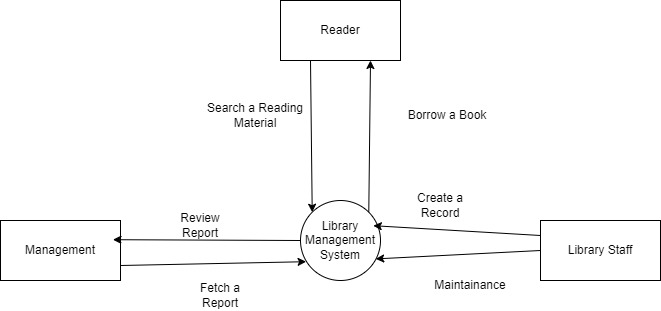 Reader
Search a Reading
Material
Borrow a Book
Review
Report
Library
Management
System
Create a
Record
Management
Library Staff
Fetch a
Report
Maintainance